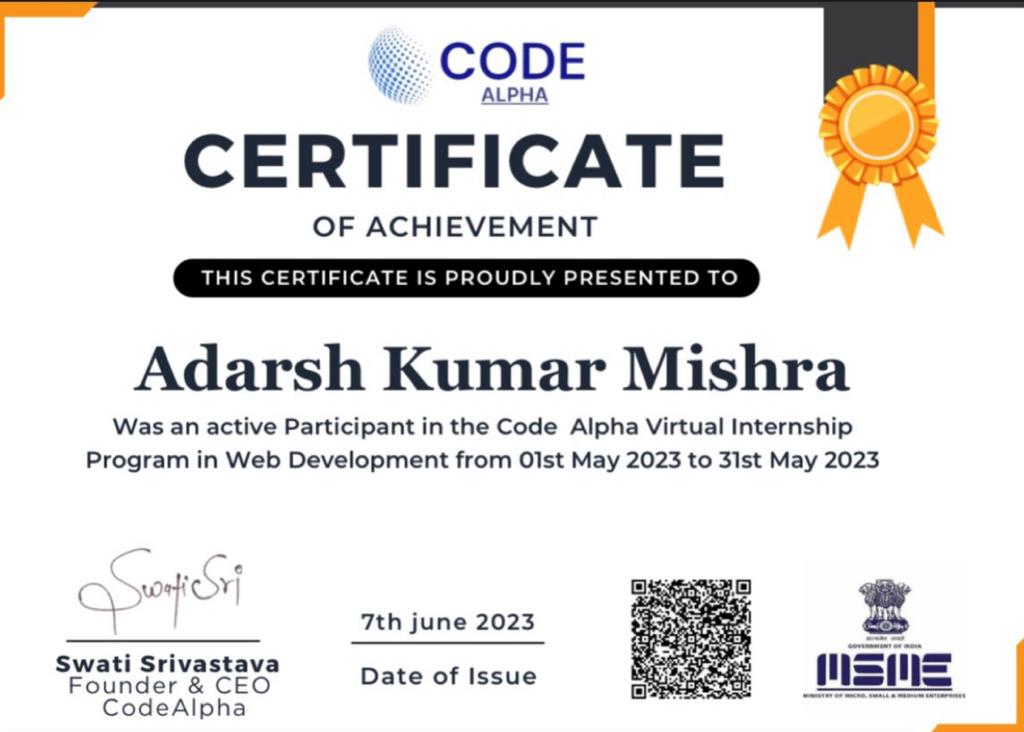 CODE
ALPHA
CERTIFICATE
OF ACHIEVEMENT
THIS CERTIFICATE IS PROUDLY PRESENTED TO
Adarsh Kumar Mishra
Was an active Participant in the Code Alpha Virtual Internship
Program in Web Development from 01st May 2023 to 31st May 2023
SwatiSri
Swati Srivastava
Founder & CEO
CodeAlpha
7th june 2023
Date of Issue
सत्यमेव जयते
GOVERNMENT OF INDIA
MSME
MINISTRY OF MICRO, SMALL & MEDIUM ENTERPRISES